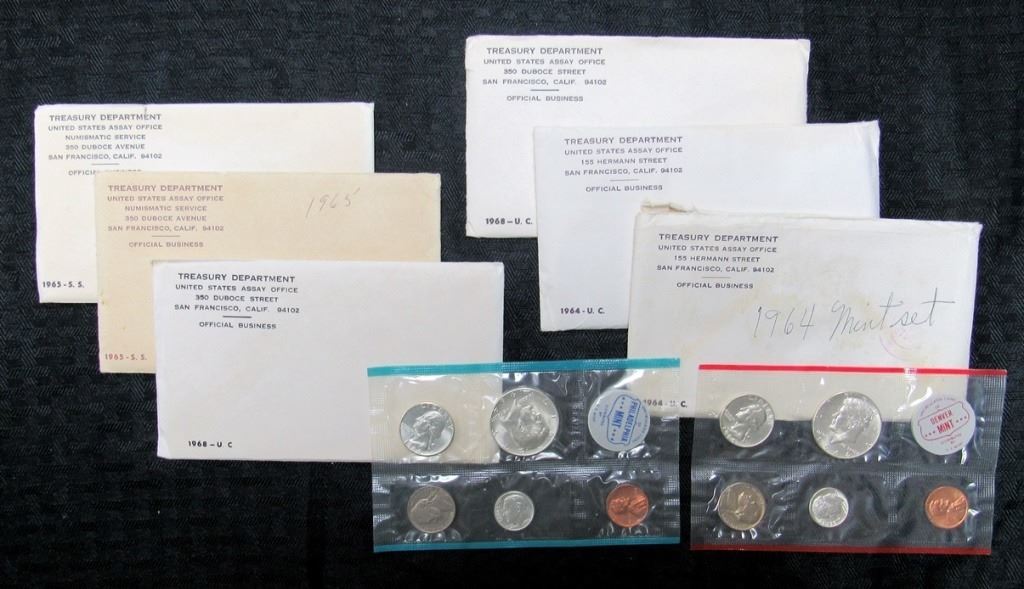 TREASURY DEPARTMENT
UNITED STATES ASSAY OFFICE
NUMISMATIC SERVICE
350 DUBOCE AVENUE
SAN FRANCISCO, CALIF. 94102
OFFICIAL
1965 - S. S.
TREASURY DEPARTMENT
UNITED STATES ASSAY OFFICE
NUMISMATIC SERVICE
350 DUBOCE AVENUE
SAN FRANCISCO, CALIF. 94102
OFFICIAL BUSINESS
1965
1965 - S. S.
TREASURY DEPARTMENT
UNITED STATES ASSAY OFFICE
350 DUBOCE STREET
SAN FRANCISCO, CALIF. 94102
OFFICIAL BUSINESS
1968 - U. C
TREASURY DEPARTMENT
UNITED STATES ASSAY OFFICE
350 DUBOCE STREET
SAN FRANCISCO, CALIF. 94102
OFFICIAL BUSINESS
1968 - U. C.
TREASURY DEPARTMENT
UNITED STATES ASSAY OFFICE
155 HERMANN STREET
SAN FRANCISCO, CALIF. 94102
OFFICIAL BUSINESS
1964 - U. C.
TREASURY DEPARTMENT
UNITED STATES ASSAY OFFICE
155 HERMANN STREET
SAN FRANCISCO, CALIF. 94102
OFFICIAL BUSINESS
1964 Mint set
1964 - U. C.
PHILADELPHIA
MINT
DENVER
MINT